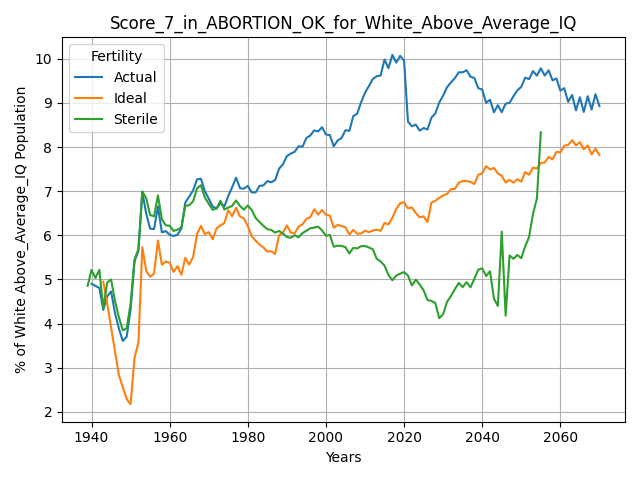 Score_7_in_ABORTION_OK_for_White_Above_Average_IQ
% of White Above_Average_IQ Population
10
9
8
7
6
5
4
3
2
Fertility
Actual
Ideal
Sterile
1940 1960 1980 2000 2020 2040 2060
Years